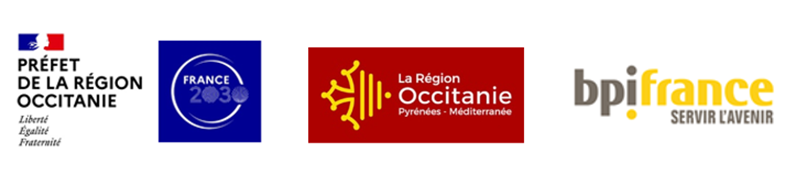 PRÉFET
DE LA RÉGION
OCCITANIE
Liberté
Égalité
Fraternité
FRANCE
2030
La Région
Occitanie
Pyrénées - Méditerranée
bpifrance
SERVIR L'AVENIR